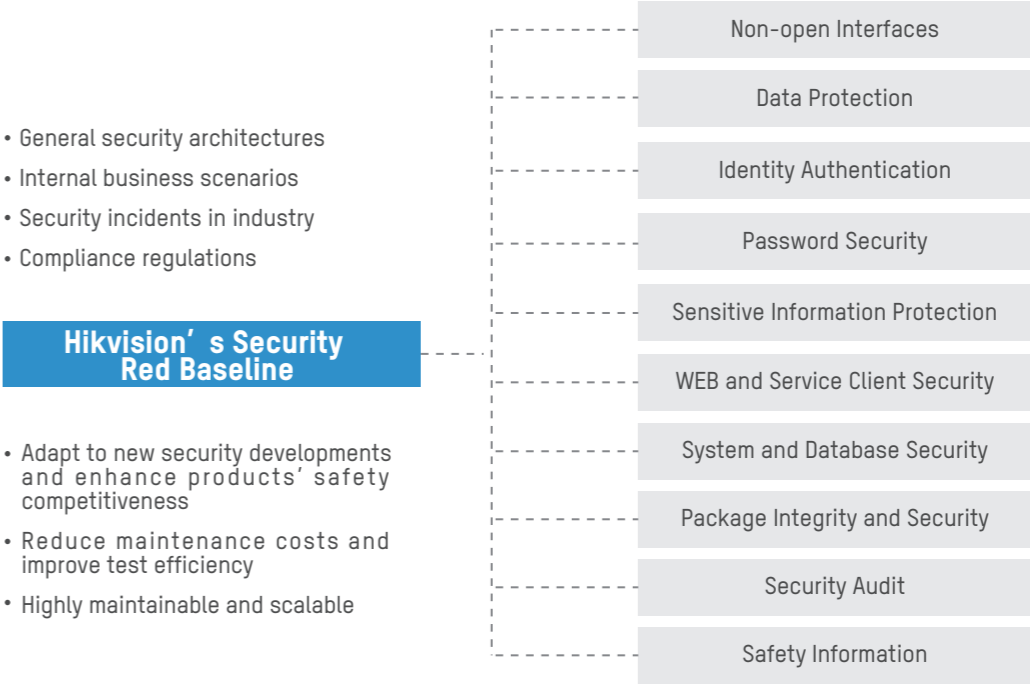 • General security architectures
• Internal business scenarios
• Security incidents in industry
• Compliance regulations
Hikvision’ s Security
Red Baseline
• Adapt to new security developments
and enhance products’ safety
competitiveness
• Reduce maintenance costs and
improve test efficiency
• Highly maintainable and scalable
Non-open Interfaces
Data Protection
Identity Authentication
Password Security
Sensitive Information Protection
WEB and Service Client Security
System and Database Security
Package Integrity and Security
Security Audit
Safety Information